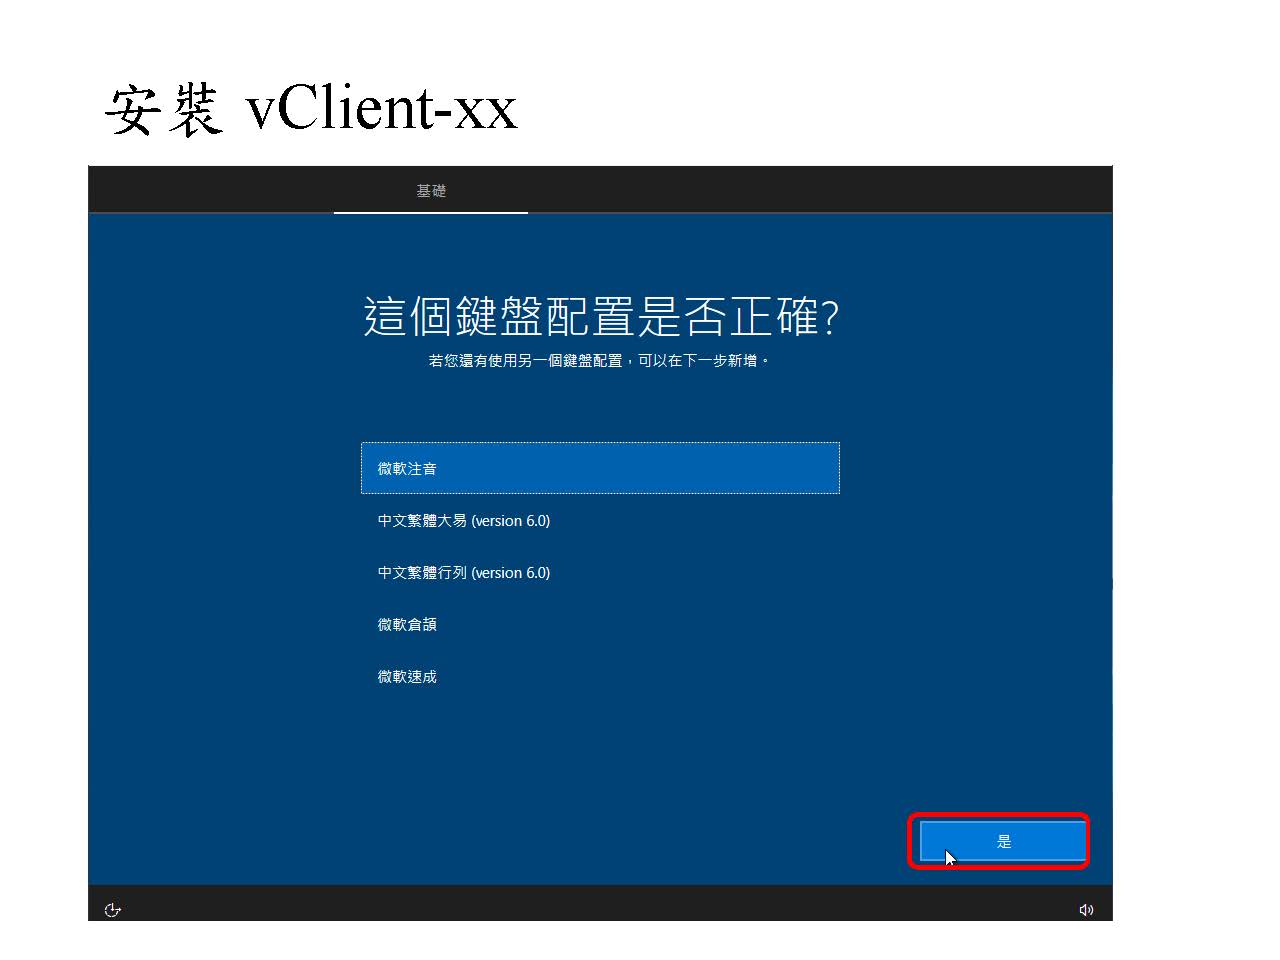 安裝 vClient-xx
基礎
這個鍵盤配置是否正確?
若您還有使用另一個鍵盤配置，可以在下一步新增。
微軟注音
中文繁體大易 (version 6.0)
中文繁體行列 (version 6.0)
微軟倉頡
微軟速成
是